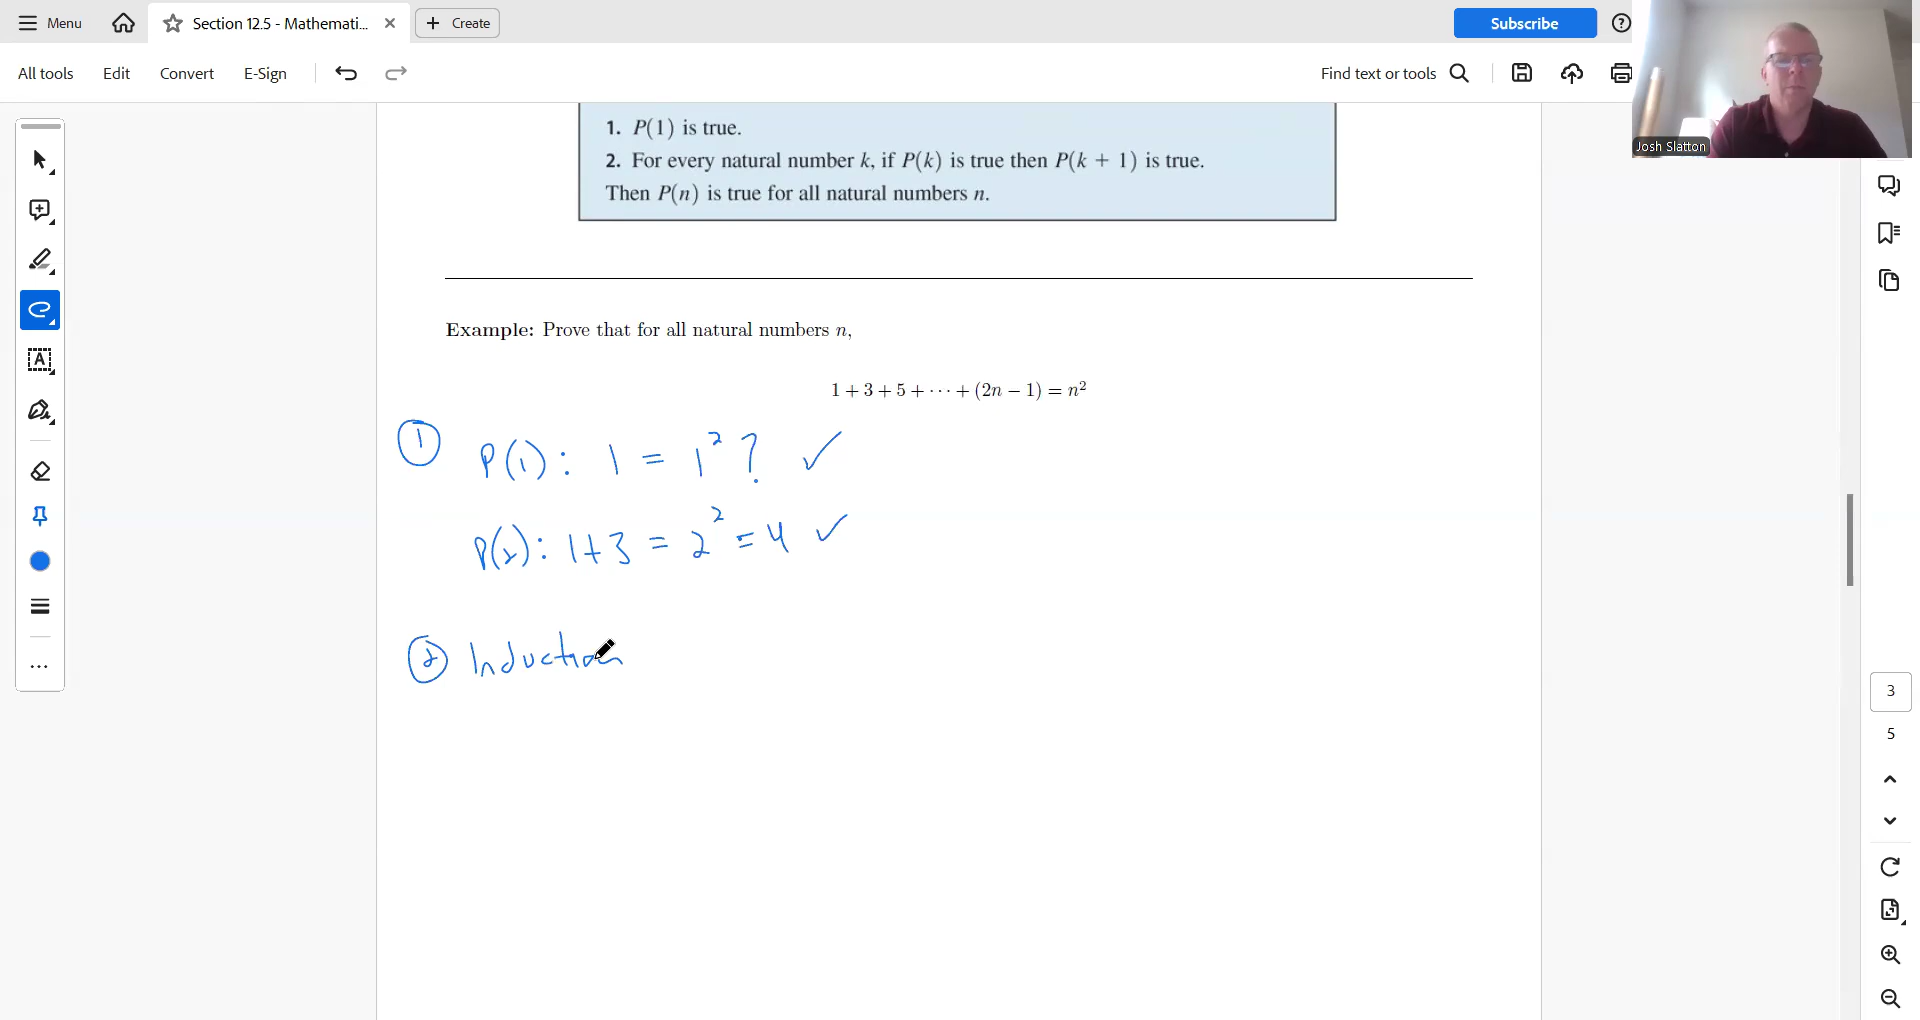 Menu
Section 12.5 - Mathemati...
Create
Subscribe
All tools
Edit
Convert
E-Sign
Find text or tools
Josh Slatton
1. P(1) is true.
2. For every natural number k, if P(k) is true then P(k + 1) is true.
Then P(n) is true for all natural numbers n.
Example: Prove that for all natural numbers n,
1 + 3 + 5 + ··· + (2n − 1) = n²
① P(1): 1 = 1² ? ✓
P(2): 1+3 = 2² = 4 ✓
② Induction
3
5